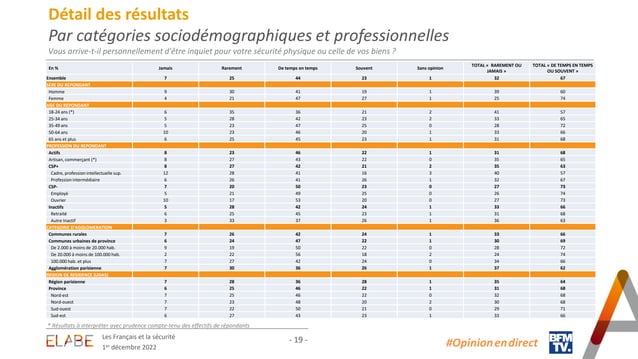 Détail des résultats
Par catégories sociodémographiques et professionnelles
Vous arrive-t-il personnellement d'être inquiet pour votre sécurité physique ou celle de vos biens ?
En % Jamais Rarement De temps en temps Souvent Sans opinion TOTAL « RAREMENT OU JAMAIS » TOTAL « DE TEMPS EN TEMPS OU SOUVENT »
Ensemble 7 25 44 23 1 32 67
SEXE DU REPONDANT
Homme 9 30 41 19 1 39 60
Femme 4 21 47 27 1 25 74
AGE DU REPONDANT
18-24 ans (*) 6 35 36 21 2 41 57
25-34 ans 5 28 42 23 2 33 65
35-49 ans 5 23 47 25 0 28 72
50-64 ans 10 23 46 20 1 33 66
65 ans et plus 6 25 45 23 1 31 68
PROFESSION DU REPONDANT
Actifs 8 23 46 22 1 31 68
Artisan, commerçant (*) 8 27 43 22 0 35 65
CSP+ 8 27 42 21 2 35 63
Cadre, profession intellectuelle sup. 12 28 41 16 3 40 57
Profession intermédiaire 6 26 41 26 1 32 67
CSP- 7 20 50 23 0 27 73
Employé 5 21 49 25 0 26 74
Ouvrier 10 17 53 20 0 27 73
Inactifs 5 28 42 24 1 33 66
Retraité 6 25 45 23 1 31 68
Autre inactif 3 33 37 26 1 36 63
CATEGORIE D'AGGLOMERATION
Communes rurales 7 26 42 24 1 33 66
Communes urbaines de province 6 24 47 22 1 30 69
De 2.000 à moins de 20.000 hab. 9 19 50 22 0 28 72
De 20.000 à moins de 100.000 hab. 2 22 56 18 2 24 74
100.000 hab. et plus 7 27 42 24 0 34 66
Agglomération parisienne 7 30 36 26 1 37 62
REGION DE RESIDENCE (UDA5)
Région parisienne 7 28 36 28 1 35 64
Province 6 25 46 22 1 31 68
Nord-est 7 25 46 22 0 32 68
Nord-ouest 7 23 48 20 2 30 68
Sud-ouest 7 22 50 21 0 29 71
Sud-est 6 27 43 23 1 33 66
* Résultats à interpréter avec prudence compte-tenu des effectifs de répondants
ELABE
Les Français et la sécurité
1er décembre 2022
- 19 -
#Opinion en direct
BFM
TV.